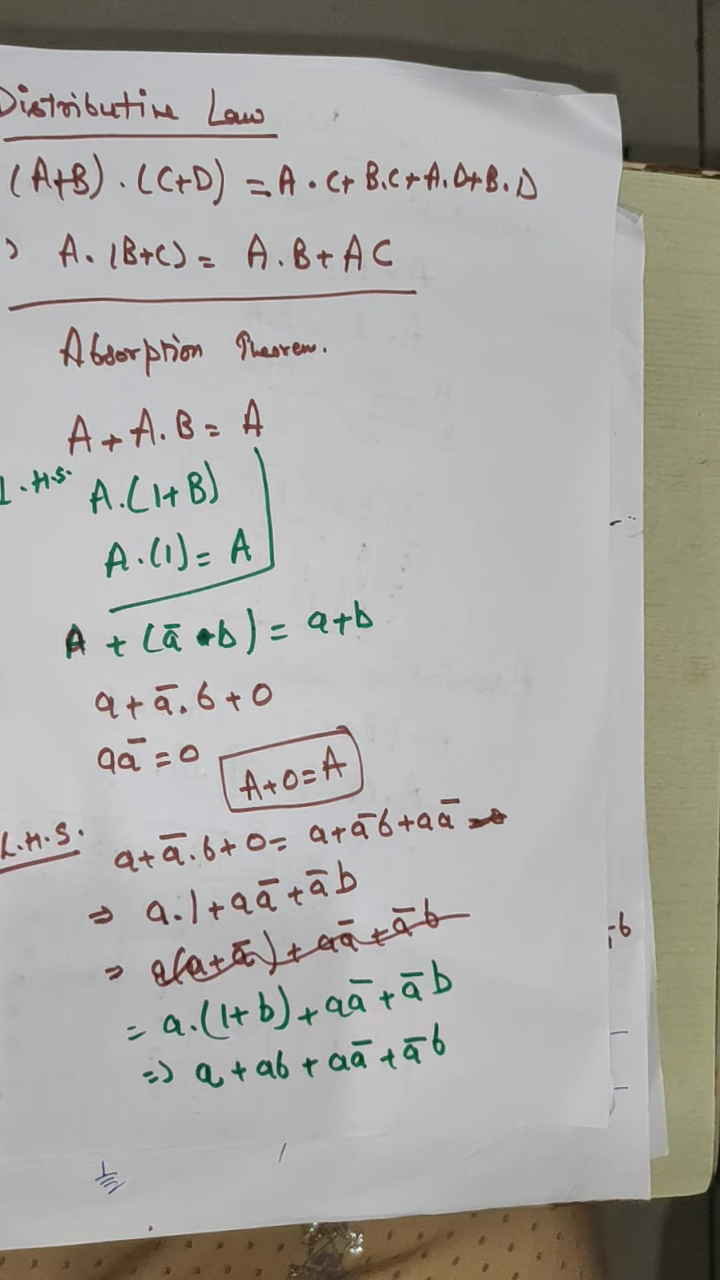 Distributive Law
(A+B) . (C+D) = A . C + B.C + A.D + B.D
A. (B+C) = A.B + AC
Absorption Theorem.
A + A.B = A
L.H.S. A.(1+B)
A.(1) = A
A + (ā • b) = a+b
a + ā. b + 0
aā = 0
A+0=A
L.H.S. a+ā.b+0= a+āb+aā
⇒ a.1+aā+āb
⇒ a(a+ā)+aā+āb
= a.(1+b)+aā+āb
=> a+ab+aā+āb